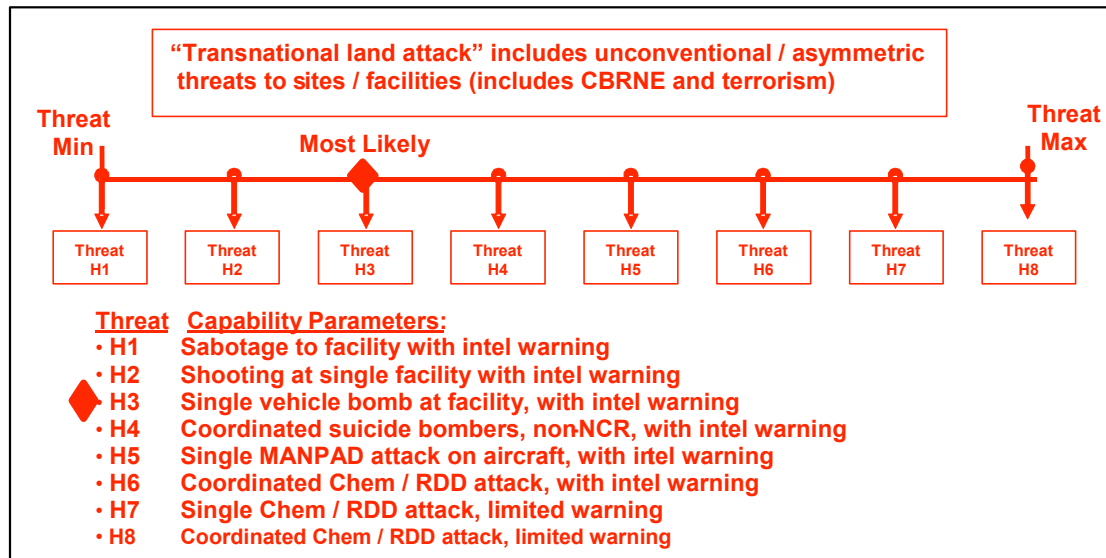 “Transnational land attack” includes unconventional / asymmetric
threats to sites / facilities (includes CBRNE and terrorism)
Threat
Min
Most Likely
Threat
Max
Threat
H1
Threat
H2
Threat
H3
Threat
H4
Threat
H5
Threat
H6
Threat
H7
Threat
H8
Threat Capability Parameters:
• H1 Sabotage to facility with intel warning
• H2 Shooting at single facility with intel warning
• H3 Single vehicle bomb at facility, with intel warning
• H4 Coordinated suicide bombers, non-NCR, with intel warning
• H5 Single MANPAD attack on aircraft, with intel warning
• H6 Coordinated Chem / RDD attack, with intel warning
• H7 Single Chem / RDD attack, limited warning
• H8 Coordinated Chem / RDD attack, limited warning